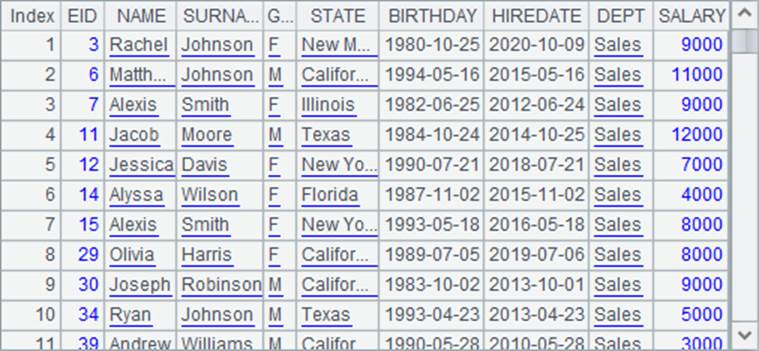 Index EID NAME SURNA... G... STATE BIRTHDAY HIREDATE DEPT SALARY
1 3 Rachel Johnson F New M... 1980-10-25 2020-10-09 Sales 9000
2 6 Matth... Johnson M Califor... 1994-05-16 2015-05-16 Sales 11000
3 7 Alexis Smith F Illinois 1982-06-25 2012-06-24 Sales 9000
4 11 Jacob Moore M Texas 1984-10-24 2014-10-25 Sales 12000
5 12 Jessica Davis F New Yo... 1990-07-21 2018-07-21 Sales 7000
6 14 Alyssa Wilson F Florida 1987-11-02 2015-11-02 Sales 4000
7 15 Alexis Smith F New Yo... 1993-05-18 2016-05-18 Sales 8000
8 29 Olivia Harris F Califor... 1989-07-05 2019-07-06 Sales 8000
9 30 Joseph Robinson M Califor... 1983-10-02 2013-10-01 Sales 9000
10 34 Ryan Johnson M Texas 1993-04-23 2013-04-23 Sales 5000
11 39 Andrew Williams M Califor... 1990-05-28 2010-05-28 Sales 3000